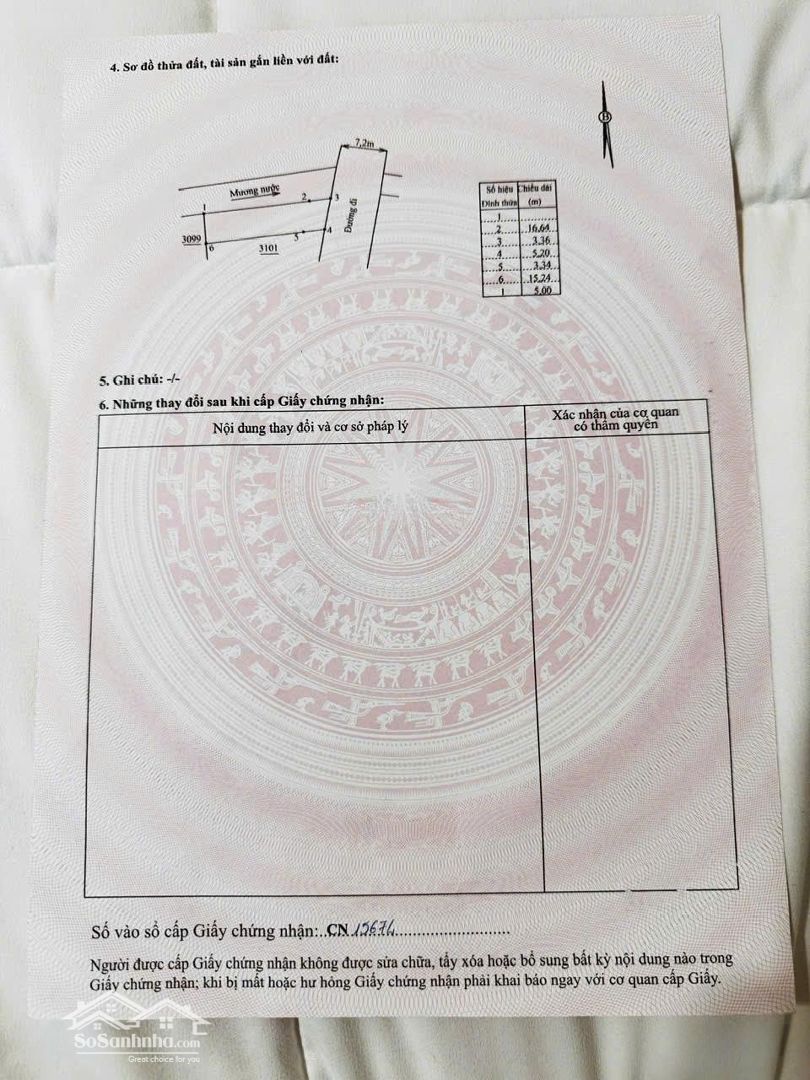 4. Sơ đồ thửa đất, tài sản gắn liền với đất:
B
7,2m
Mương nước
1
2
3
Đường đi
3099
6
3101
5
4
Số hiệu Đỉnh thửa
Chiều dài (m)
1
2 16.64
3 3.36
4 5.20
5 3.34
6 15.24
1 5.00
5. Ghi chú: -/-
6. Những thay đổi sau khi cấp Giấy chứng nhận:
Nội dung thay đổi và cơ sở pháp lý
Xác nhận của cơ quan
có thẩm quyền
Số vào sổ cấp Giấy chứng nhận:..CN 15674..........................
Người được cấp Giấy chứng nhận không được sửa chữa, tẩy xóa hoặc bổ sung bất kỳ nội dung nào trong
Giấy chứng nhận; khi bị mất hoặc hư hỏng Giấy chứng nhận phải khai báo ngay với cơ quan cấp Giấy.
SoSanhnha.com
Great choice for you